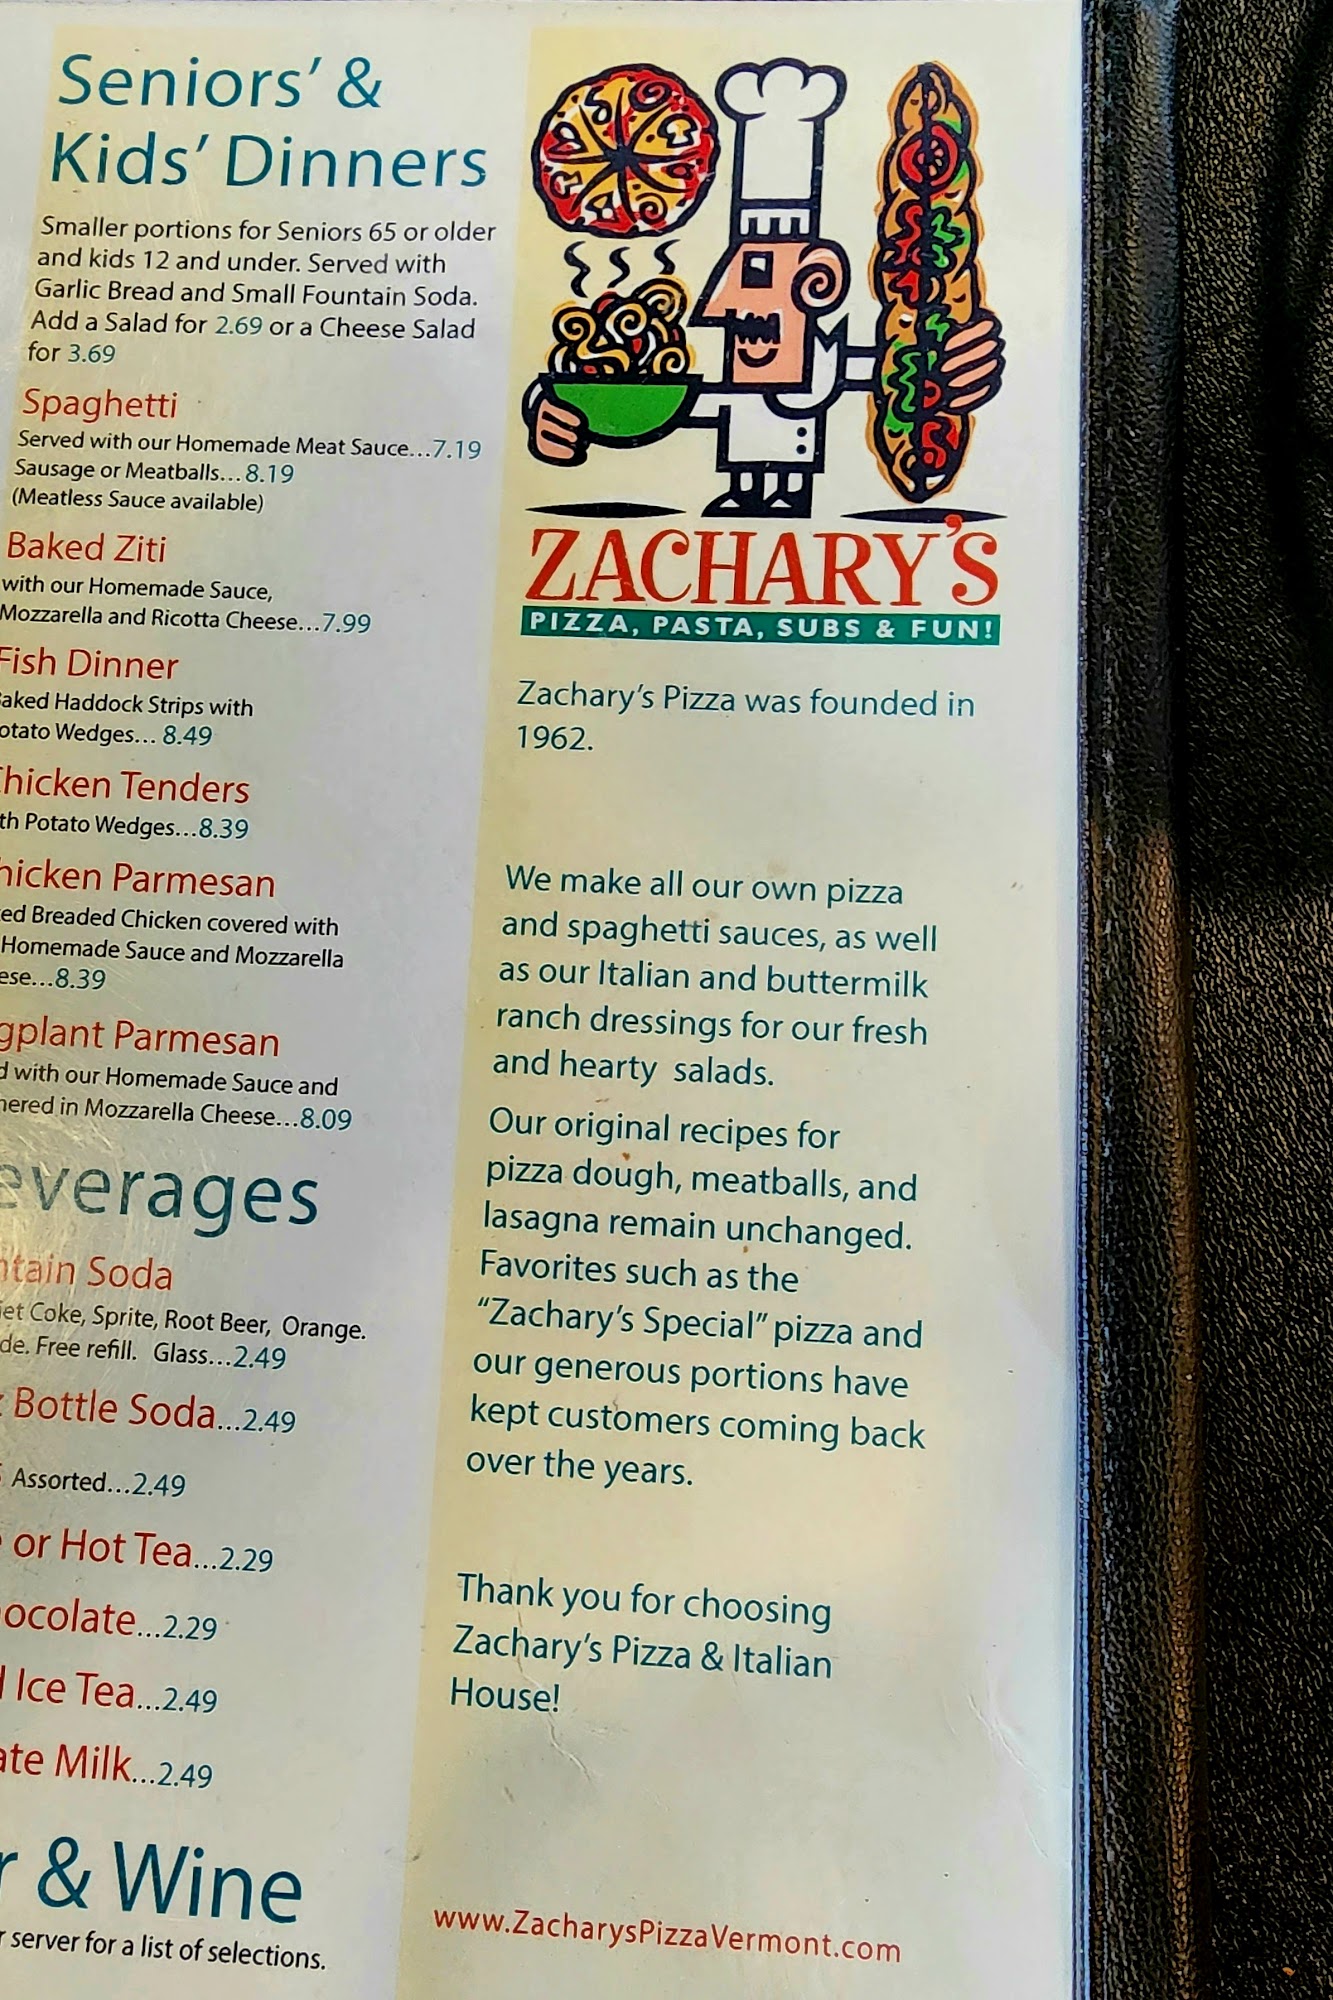 Seniors' &
Kids' Dinners
Smaller portions for Seniors 65 or older
and kids 12 and under. Served with
Garlic Bread and Small Fountain Soda.
Add a Salad for 2.69 or a Cheese Salad
for 3.69
Spaghetti
Served with our Homemade Meat Sauce...7.19
Sausage or Meatballs...8.19
(Meatless Sauce available)
Baked Ziti
with our Homemade Sauce,
Mozzarella and Ricotta Cheese...7.99
Fish Dinner
aked Haddock Strips with
otato Wedges... 8.49
hicken Tenders
th Potato Wedges...8.39
hicken Parmesan
ed Breaded Chicken covered with
Homemade Sauce and Mozzarella
ese...8.39
gplant Parmesan
d with our Homemade Sauce and
hered in Mozzarella Cheese...8.09
everages
ntain Soda
iet Coke, Sprite, Root Beer, Orange.
de. Free refill. Glass...2.49
Bottle Soda...2.49
Assorted...2.49
or Hot Tea...2.29
ocolate...2.29
Ice Tea...2.49
ate Milk...2.49
r & Wine
r server for a list of selections.
ZACHARY'S
PIZZA, PASTA, SUBS & FUN!
Zachary's Pizza was founded in
1962.
We make all our own pizza
and spaghetti sauces, as well
as our Italian and buttermilk
ranch dressings for our fresh
and hearty salads.
Our original recipes for
pizza dough, meatballs, and
lasagna remain unchanged.
Favorites such as the
"Zachary's Special" pizza and
our generous portions have
kept customers coming back
over the years.
Thank you for choosing
Zachary's Pizza & Italian
House!
www.ZacharysPizzaVermont.com